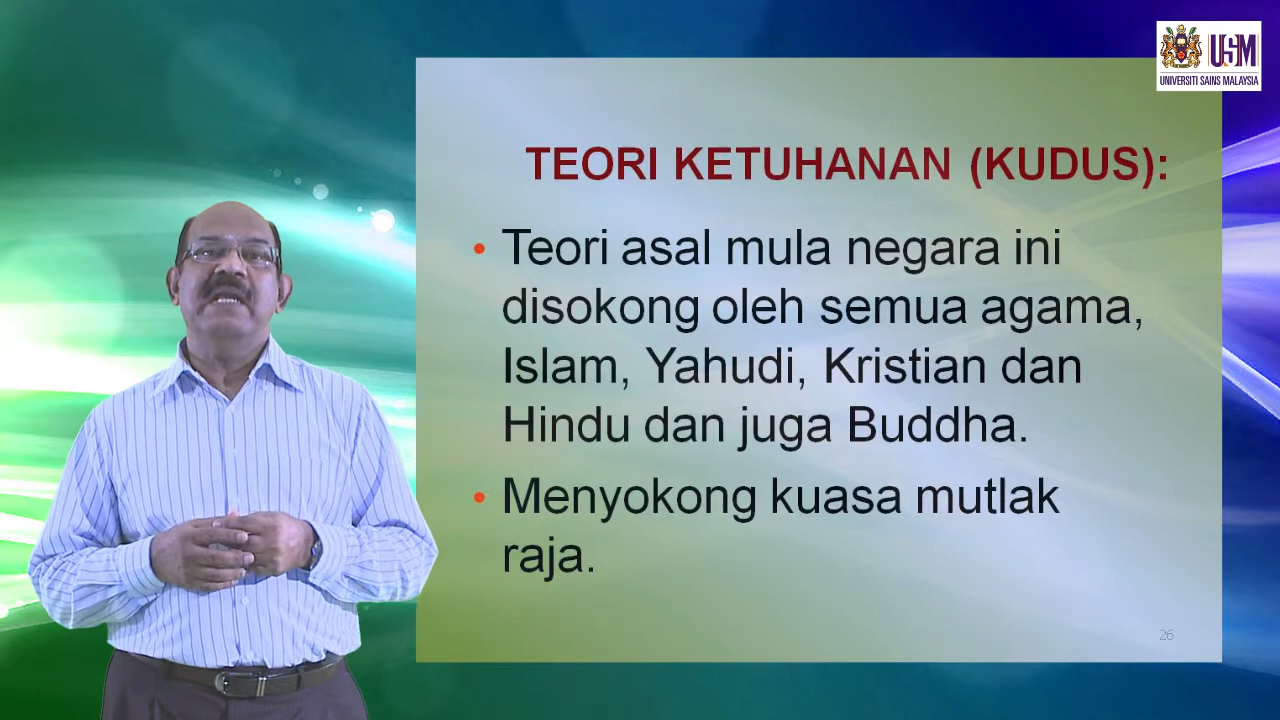 USM
UNIVERSITI SAINS MALAYSIA
TEORI KETUHANAN (KUDUS):
• Teori asal mula negara ini
disokong oleh semua agama,
Islam, Yahudi, Kristian dan
Hindu dan juga Buddha.
• Menyokong kuasa mutlak
raja.
26